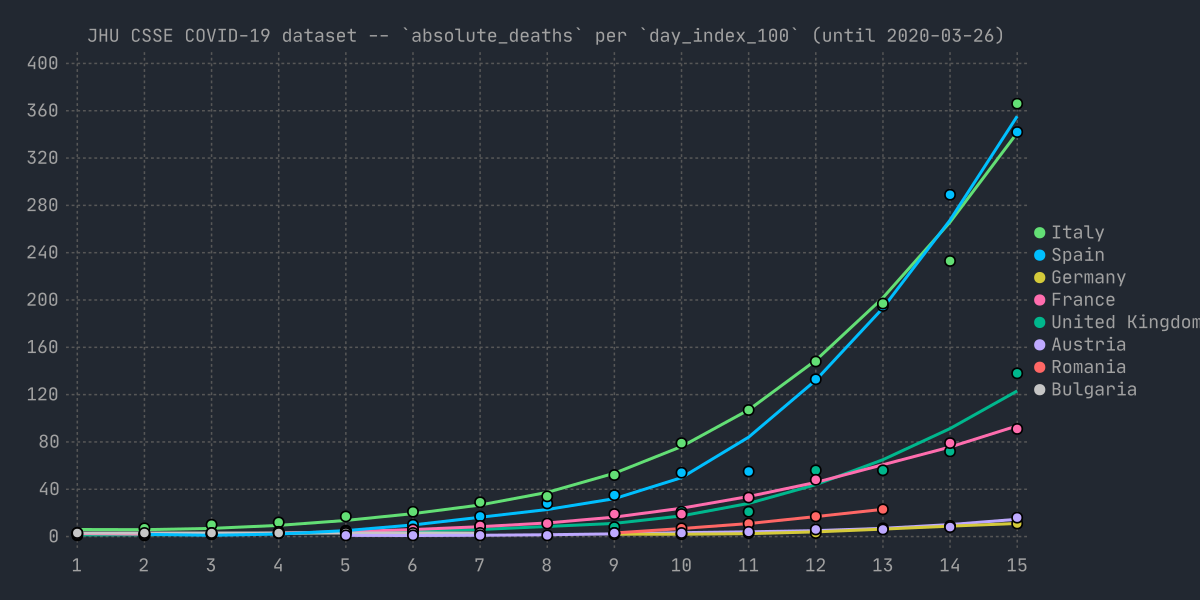 JHU CSSE COVID-19 dataset -- `absolute_deaths` per `day_index_100` (until 2020-03-26)
400
360
320
280
240
200
160
120
80
40
0
1 2 3 4 5 6 7 8 9 10 11 12 13 14 15
Italy
Spain
Germany
France
United Kingdom
Austria
Romania
Bulgaria